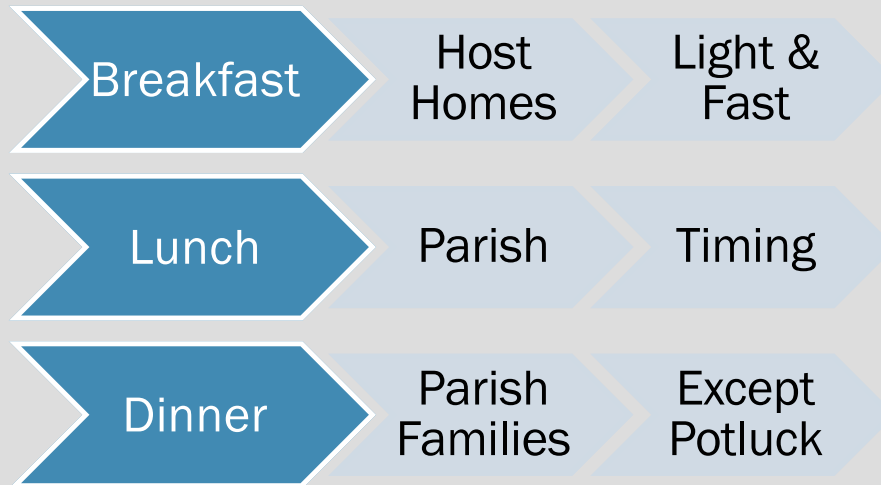 Breakfast
Host
Homes
Light &
Fast
Lunch
Parish
Timing
Dinner
Parish
Families
Except
Potluck